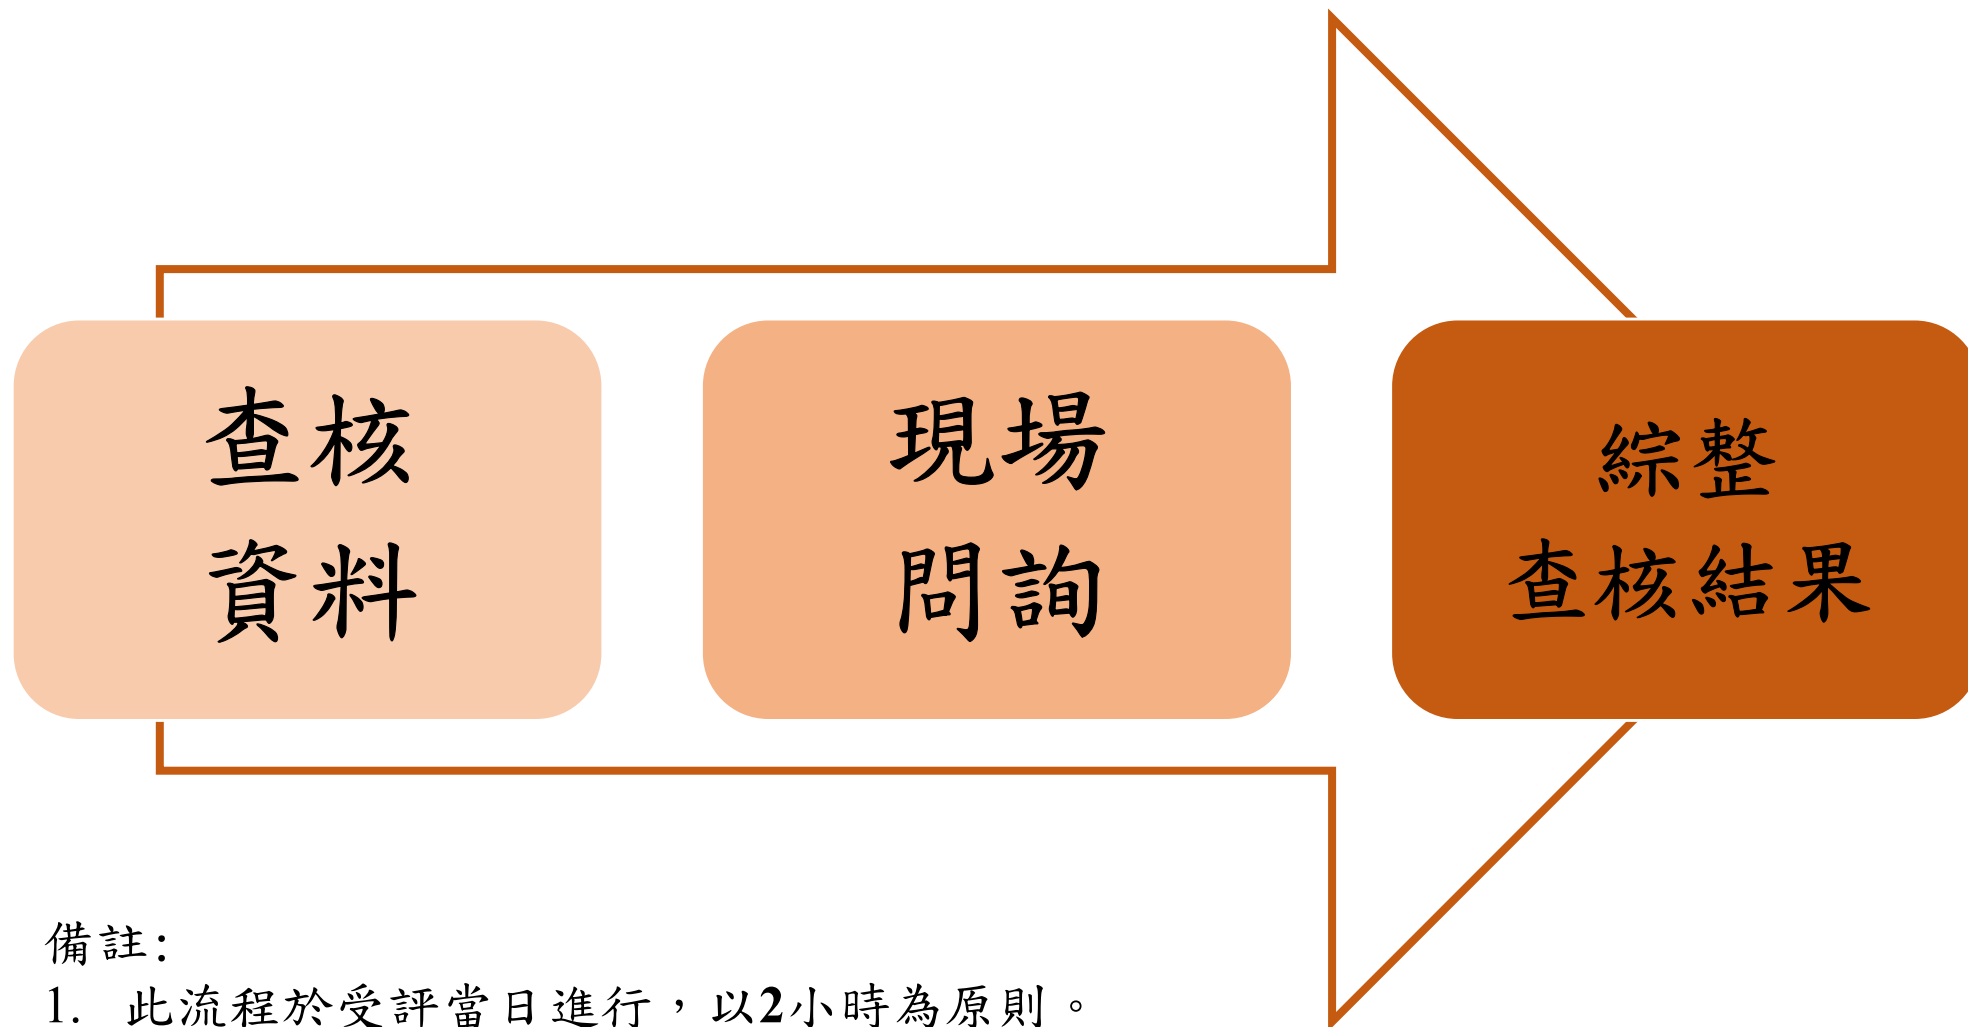 查核
資料
現場
問詢
綜整
查核結果
備註:
1. 此流程於受評當日進行，以2小時為原則。